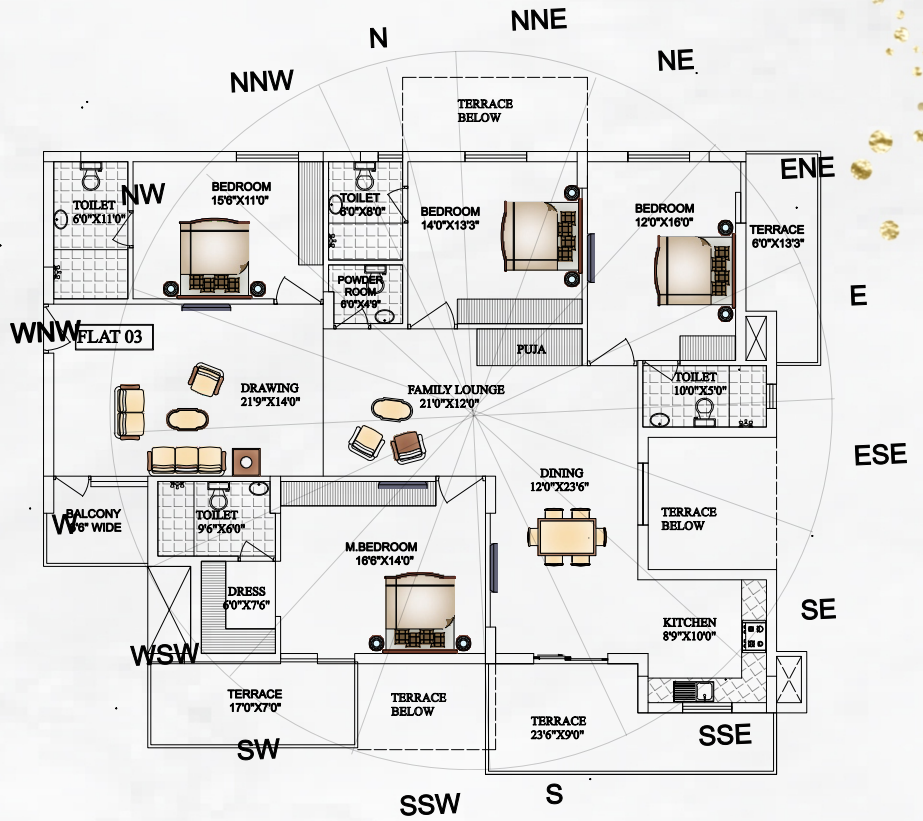 NNE
N
NE
NNW
TERRACE
BELOW
ENE
NW
BEDROOM
15'6"X11'0"
TOILET
6'0"X11'0"
TOILET
6'0"X8'0"
BEDROOM
14'0"X13'3"
BEDROOM
12'0"X16'0"
TERRACE
6'0"X13'3"
POWDER
ROOM
6'0"X4'9"
E
WNW
FLAT 03
PUJA
TOILET
10'0"X5'0"
DRAWING
21'9"X14'0"
FAMILY LOUNGE
21'0"X12'0"
ESE
DINING
12'0"X23'6"
W
BALCONY
WIDE
TOILET
9'6"X6'0"
TERRACE
BELOW
M.BEDROOM
16'6"X14'0"
DRESS
6'0"X7'6"
SE
KITCHEN
8'9"X10'0"
WSW
TERRACE
17'0"X7'0"
TERRACE
BELOW
TERRACE
23'6"X9'0"
SW
SSE
SSW
S